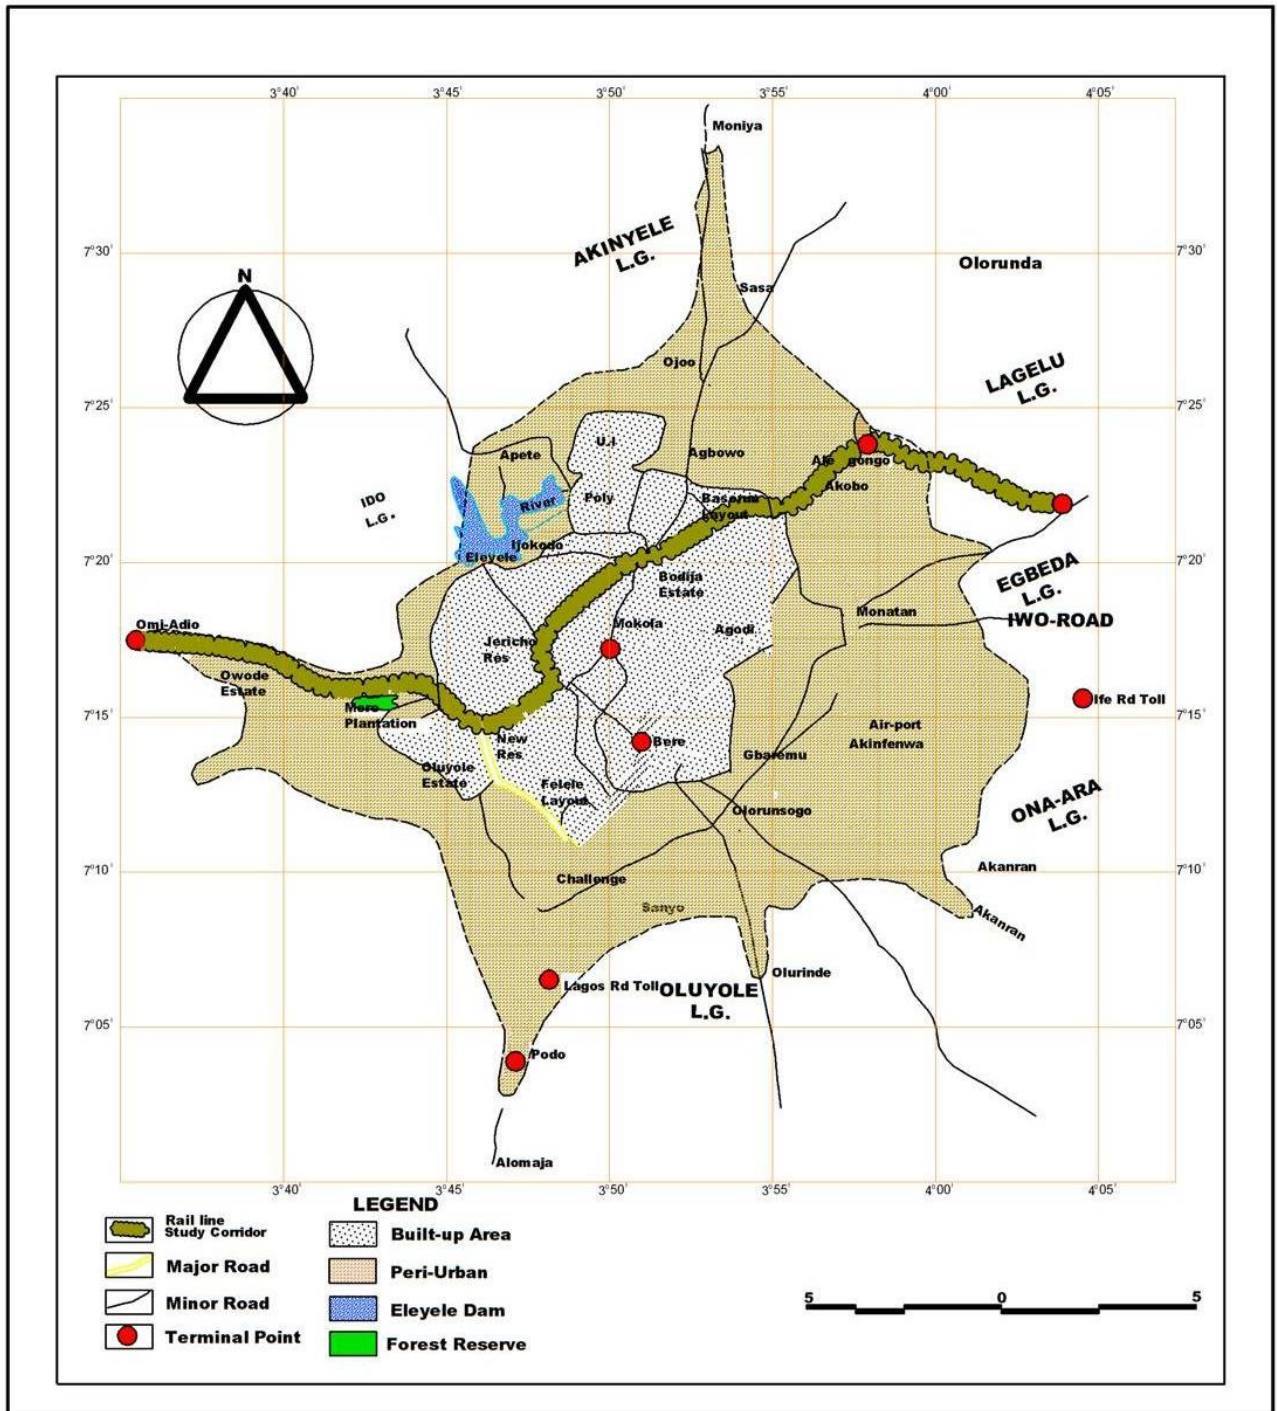 3°40'
3°45'
3°50'
3°55'
4°00'
4°05'
Moniya
AKINYELE
L.G.
7°30'
7°30'
Olorunda
N
Sasa
Ojoo
LAGELU
L.G.
7°25'
7°25'
U.I
Apete
Agbowo
Ale gongo
Akobo
IDO
L.G.
River
Poly
Basorun
Layout
Ijokodo
Eleyele
7°20'
7°20'
Bodija
Estate
EGBEDA
L.G.
IWO-ROAD
Monatan
Omi-Adio
Mokola
Agodi
Jericho
Res
Owode
Estate
Ife Rd Toll
Mere
Plantation
7°15'
7°15'
Air-port
Akinfenwa
New
Res
Bere
Gbaremu
Oluyole
Estate
Felele
Layout
ONA-ARA
L.G.
Olorunsogo
7°10'
7°10'
Akanran
Challenge
Sanyo
Akanran
Olurinde
Lagos Rd Toll
OLUYOLE
L.G.
7°05'
7°05'
Podo
Alomaja
3°40'
3°45'
3°50'
3°55'
4°00'
4°05'
LEGEND
Rail line
Study Corridor
Major Road
Minor Road
Terminal Point
Built-up Area
Peri-Urban
Eleyele Dam
Forest Reserve
5 0 5